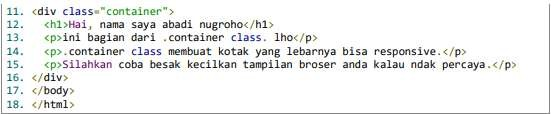 11. <div class="container">
12. <h1>Hai, nama saya abadi nugroho</h1>
13. <p>ini bagian dari .container class. lho</p>
14. <p>.container class membuat kotak yang lebarnya bisa responsive.</p>
15. <p>Silahkan coba besak kecilkan tampilan broser anda kalau ndak percaya.</p>
16. </div>
17. </body>
18. </html>